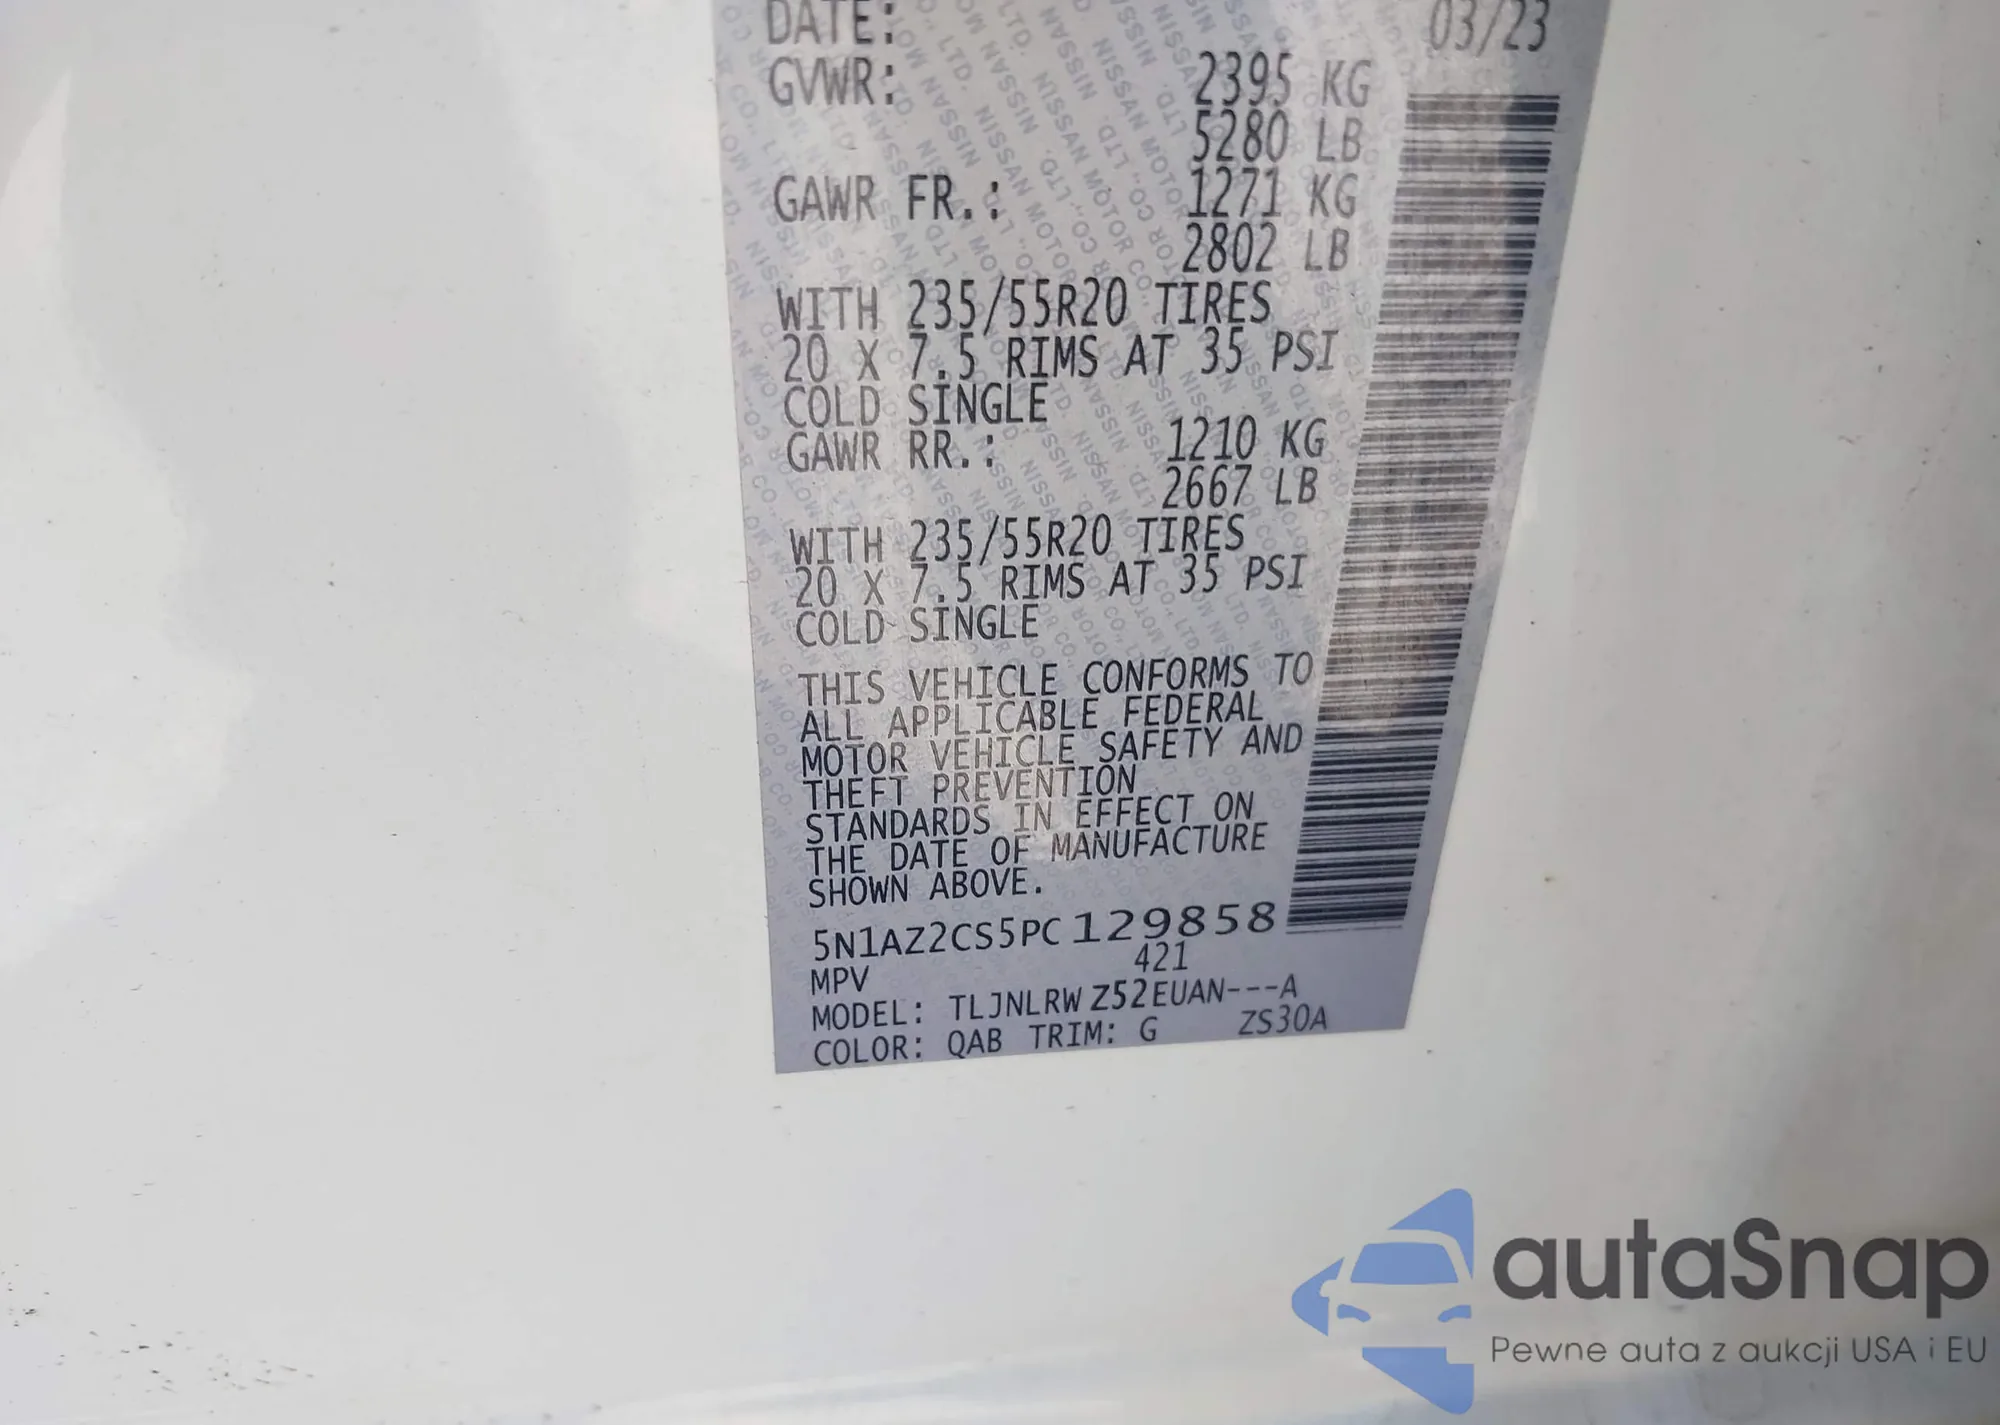 DATE: 03/23
GVWR: 2395 KG
5280 LB
GAWR FR.: 1271 KG
2802 LB
WITH 235/55R20 TIRES
20 X 7.5 RIMS AT 35 PSI
COLD SINGLE
GAWR RR.: 1210 KG
2667 LB
WITH 235/55R20 TIRES
20 X 7.5 RIMS AT 35 PSI
COLD SINGLE
THIS VEHICLE CONFORMS TO
ALL APPLICABLE FEDERAL
MOTOR VEHICLE SAFETY AND
THEFT PREVENTION
STANDARDS IN EFFECT ON
THE DATE OF MANUFACTURE
SHOWN ABOVE.
5N1AZ2CS5PC129858
MPV 421
MODEL: TLJNLRWZ52EUAN---A
COLOR: QAB TRIM: G ZS30A
autaSnap
Pewne auta z aukcji USA i EU